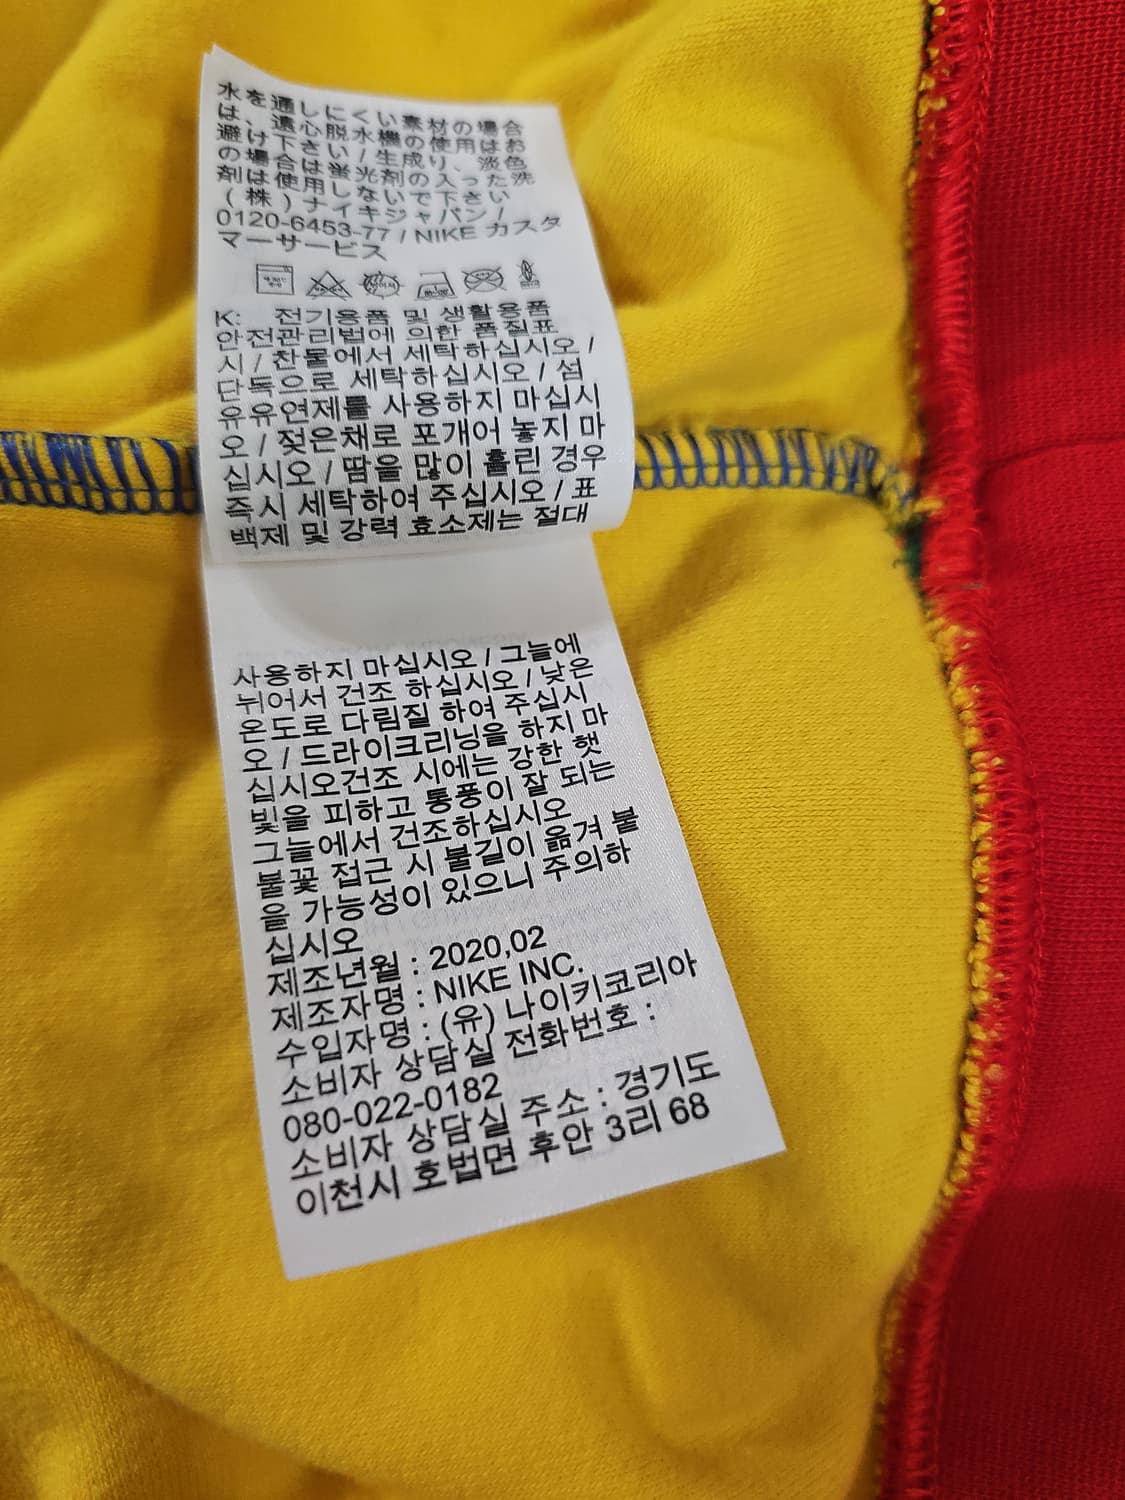 水を通しにくい素材の場合
は、遠心脱水機の使用はお
避け下さい / 生成り、淡色
の場合は蛍光剤の入った洗
剤は使用しないで下さい
(株) ナイキジャパン /
0120-6453-77 / NIKE カスタ
マーサービス
K: 전기용품 및 생활용품
안전관리법에 의한 품질표
시 / 찬물에서 세탁하십시오 /
단독으로 세탁하십시오 / 섬
유유연제를 사용하지 마십시
오 / 젖은채로 포개어 놓지 마
십시오 / 땀을 많이 흘린 경우
즉시 세탁하여 주십시오 / 표
백제 및 강력 효소제는 절대
사용하지 마십시오 / 그늘에
뉘어서 건조 하십시오 / 낮은
온도로 다림질 하여 주십시
오 / 드라이크리닝을 하지 마
십시오건조 시에는 강한 햇
빛을 피하고 통풍이 잘 되는
그늘에서 건조하십시오
불꽃 접근 시 불길이 옮겨 붙
을 가능성이 있으니 주의하
십시오
제조년월 : 2020,02
제조자명 : NIKE INC.
수입자명 : (유) 나이키코리아
소비자 상담실 전화번호 :
080-022-0182
소비자 상담실 주소 : 경기도
이천시 호법면 후안 3리 68